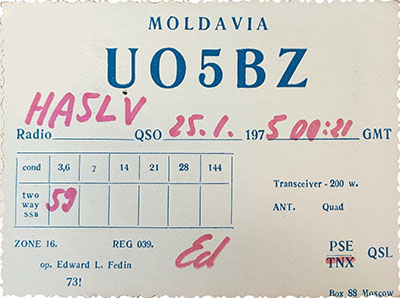 MOLDAVIA
UO5BZ
HA5LV
Radio QSO 25.1. 1975 00:21 GMT
cond 3,6 7 14 21 28 144
two way ssb 59
Transceiver - 200 w.
ANT. Quad
ZONE 16. REG 039.
Ed
PSE
TNX QSL
op. Edward L. Fedin
73!
Box 88 Moscow